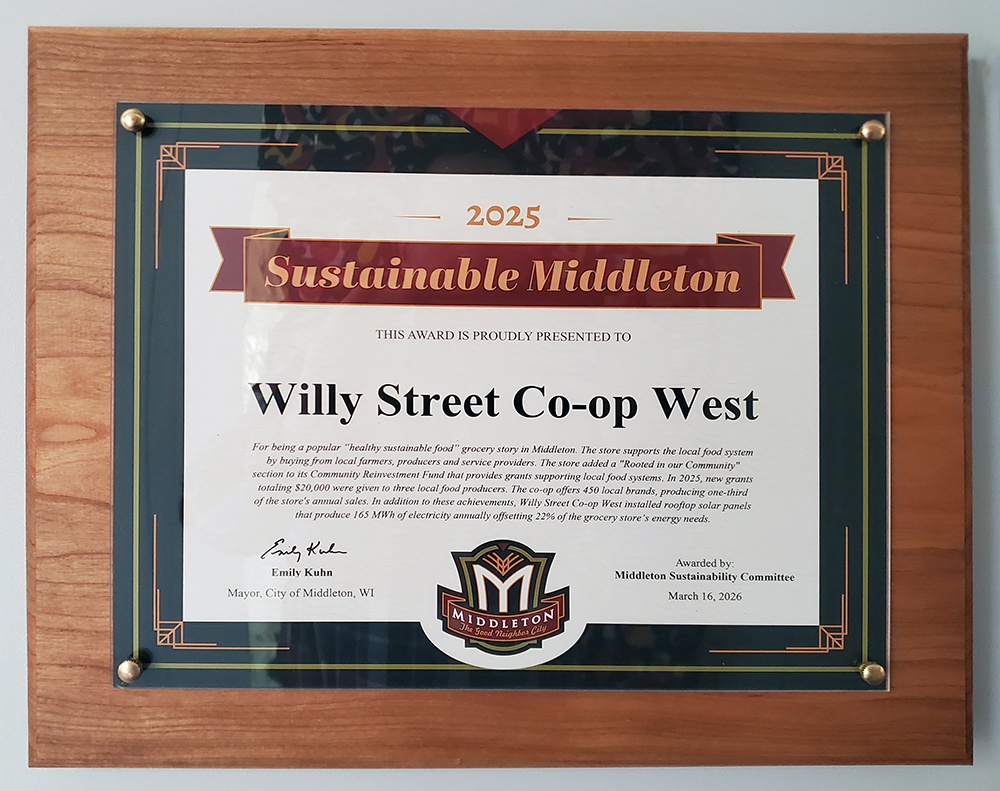 2025
Sustainable Middleton
THIS AWARD IS PROUDLY PRESENTED TO
Willy Street Co-op West
For being a popular "healthy sustainable food" grocery story in Middleton. The store supports the local food system
by buying from local farmers, producers and service providers. The store added a "Rooted in our Community"
section to its Community Reinvestment Fund that provides grants supporting local food systems. In 2025, new grants
totaling $20,000 were given to three local food producers. The co-op offers 450 local brands, producing one-third
of the store's annual sales. In addition to these achievements, Willy Street Co-op West installed rooftop solar panels
that produce 165 MWh of electricity annually offsetting 22% of the grocery store's energy needs.
Emily Kuhn
Emily Kuhn
Mayor, City of Middleton, WI
M
MIDDLETON
The Good Neighbor City
Awarded by:
Middleton Sustainability Committee
March 16, 2026